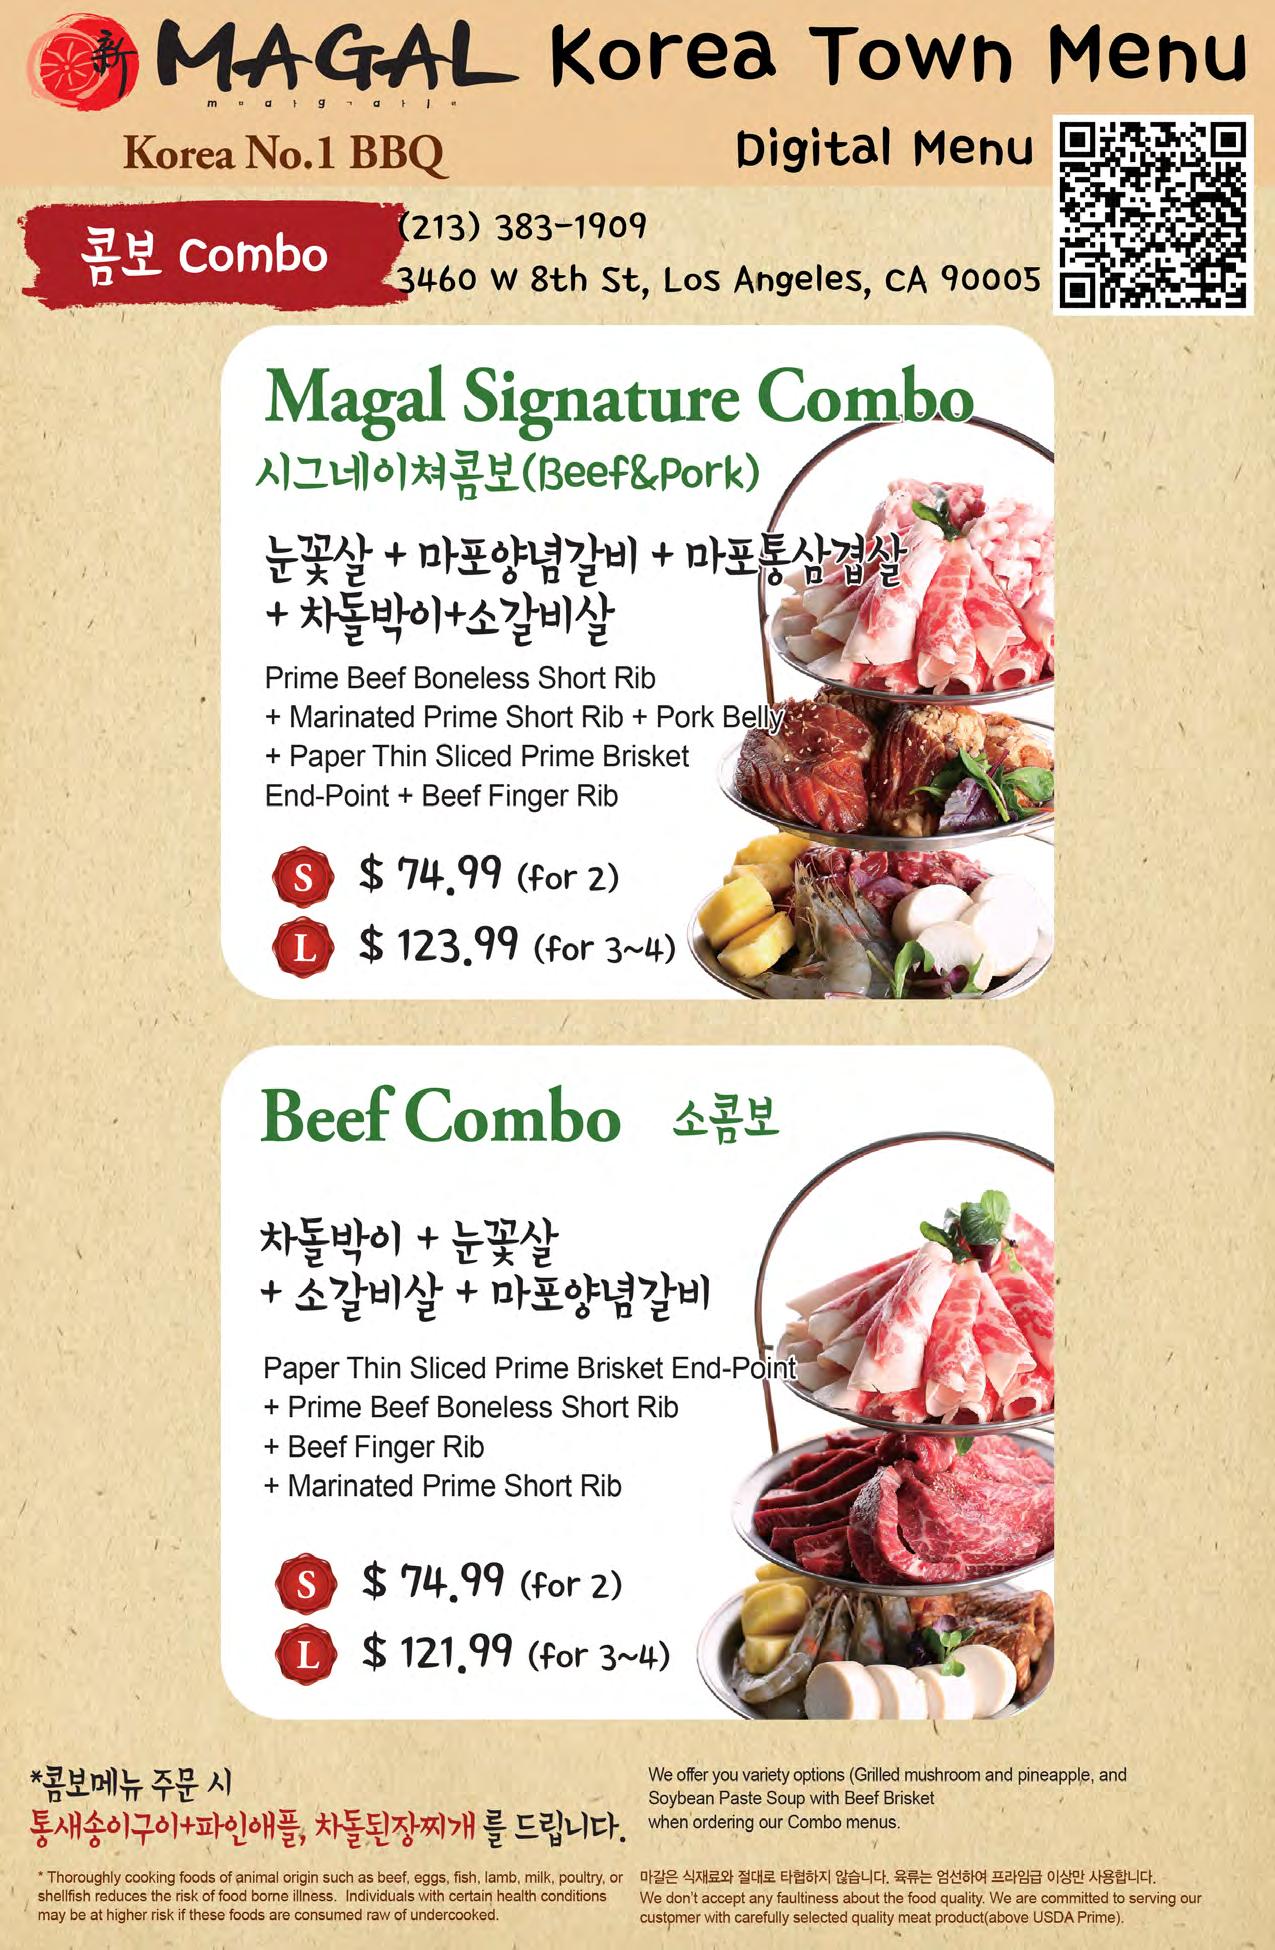 新 MAGAL
Korea Town Menu
Korea No.1 BBQ
Digital Menu
콤보 Combo
(213) 383-1909
3460 W 8th St, Los Angeles, CA 90005
Magal Signature Combo
시그네이쳐콤보(Beef&Pork)
눈꽃살 + 마포양념갈비 + 마포통삼겹살
+ 차돌박이+소갈비살
Prime Beef Boneless Short Rib
+ Marinated Prime Short Rib + Pork Belly
+ Paper Thin Sliced Prime Brisket
End-Point + Beef Finger Rib
S $ 74.99 (for 2)
L $ 123.99 (for 3~4)
Beef Combo 소콤보
차돌박이 + 눈꽃살
+ 소갈비살 + 마포양념갈비
Paper Thin Sliced Prime Brisket End-Point
+ Prime Beef Boneless Short Rib
+ Beef Finger Rib
+ Marinated Prime Short Rib
S $ 74.99 (for 2)
L $ 121.99 (for 3~4)
*콤보메뉴 주문 시
통새송이구이+파인애플, 차돌된장찌개 를 드립니다.
We offer you variety options (Grilled mushroom and pineapple, and
Soybean Paste Soup with Beef Brisket
when ordering our Combo menus.
* Thoroughly cooking foods of animal origin such as beef, eggs, fish, lamb, milk, poultry, or
shellfish reduces the risk of food borne illness. Individuals with certain health conditions
may be at higher risk if these foods are consumed raw of undercooked.
마갈은 식재료와 절대로 타협하지 않습니다. 육류는 엄선하여 프라임급 이상만 사용합니다.
We don't accept any faultiness about the food quality. We are committed to serving our
customer with carefully selected quality meat product(above USDA Prime).